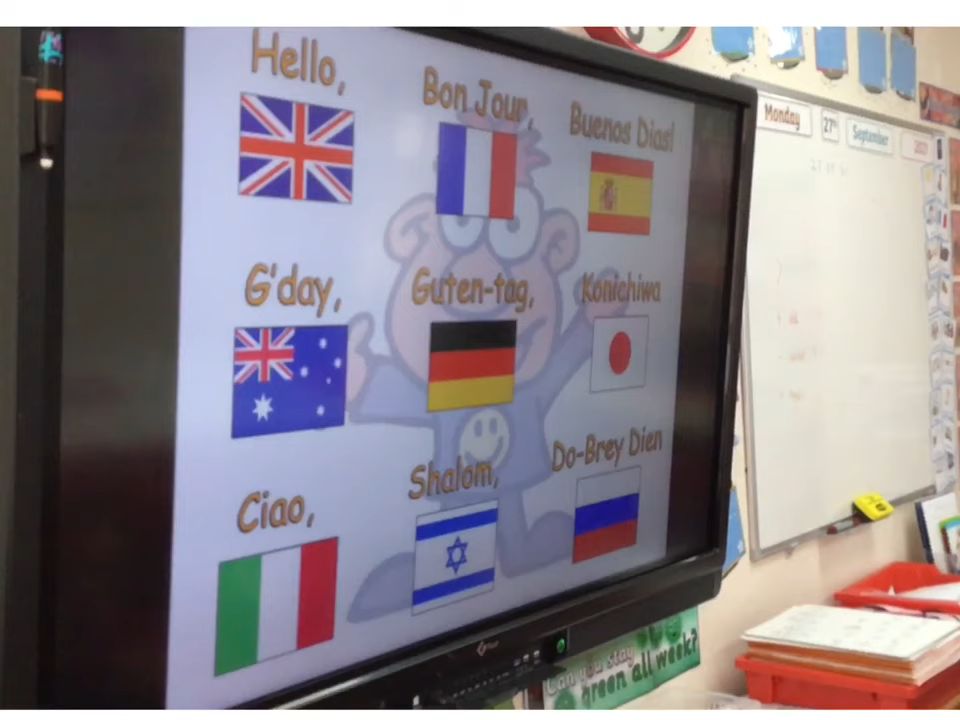 Hello,
Bon Jour,
Buenos Dias!
G'day,
Guten-tag,
Konichiwa
Ciao,
Shalom,
Do-Brey Dien
Monday
27th
September
Can you stay
green all week?